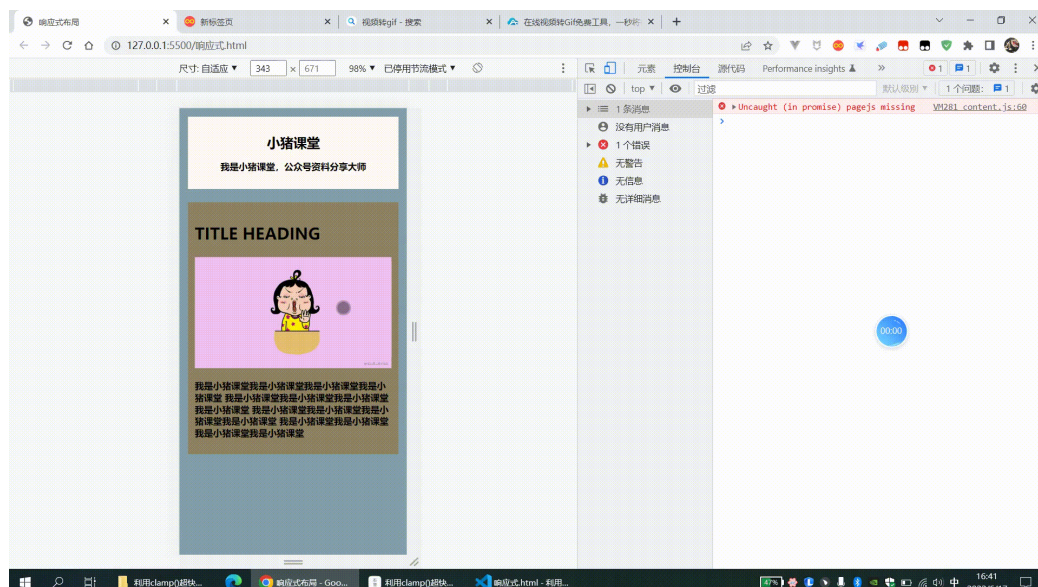 响应式布局
新标签页
视频转gif - 搜索
在线视频转Gif免费工具，一秒将
127.0.0.1:5500/响应式.html
尺寸: 自适应 ▼ 343 × 671 98% ▼ 已停用节流模式 ▼
元素 控制台 源代码 Performance insights » 1 1
top ▼ 过滤 默认级别 ▼ 1 个问题: 1
1 条消息
没有用户消息
1 个错误
无警告
无信息
无详细消息
Uncaught (in promise) pagejs missing VM281 content.js:60
小猪课堂
我是小猪课堂，公众号资料分享大师
TITLE HEADING
我是小猪课堂我是小猪课堂我是小猪课堂我是小
猪课堂 我是小猪课堂我是小猪课堂我是小猪课堂
我是小猪课堂 我是小猪课堂我是小猪课堂我是小
猪课堂我是小猪课堂 我是小猪课堂我是小猪课堂
我是小猪课堂我是小猪课堂
00:00
利用clamp()超快...
响应式布局 - Goo...
利用clamp()超快...
响应式.html - 利用...
47%
中
16:41